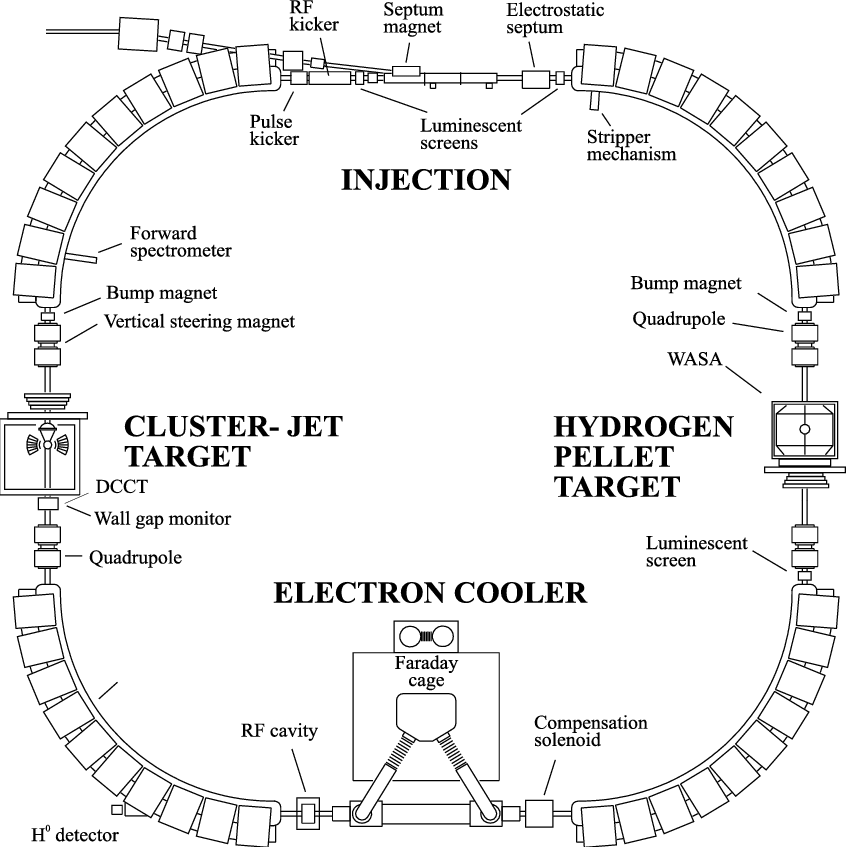 RF
kicker
Septum
magnet
Electrostatic
septum
Pulse
kicker
Luminescent
screens
Stripper
mechanism
INJECTION
Forward
spectrometer
Bump magnet
Vertical steering magnet
Bump magnet
Quadrupole
WASA
CLUSTER- JET
TARGET
HYDROGEN
PELLET
TARGET
DCCT
Wall gap monitor
Quadrupole
Luminescent
screen
ELECTRON COOLER
Faraday
cage
RF cavity
Compensation
solenoid
H⁰ detector